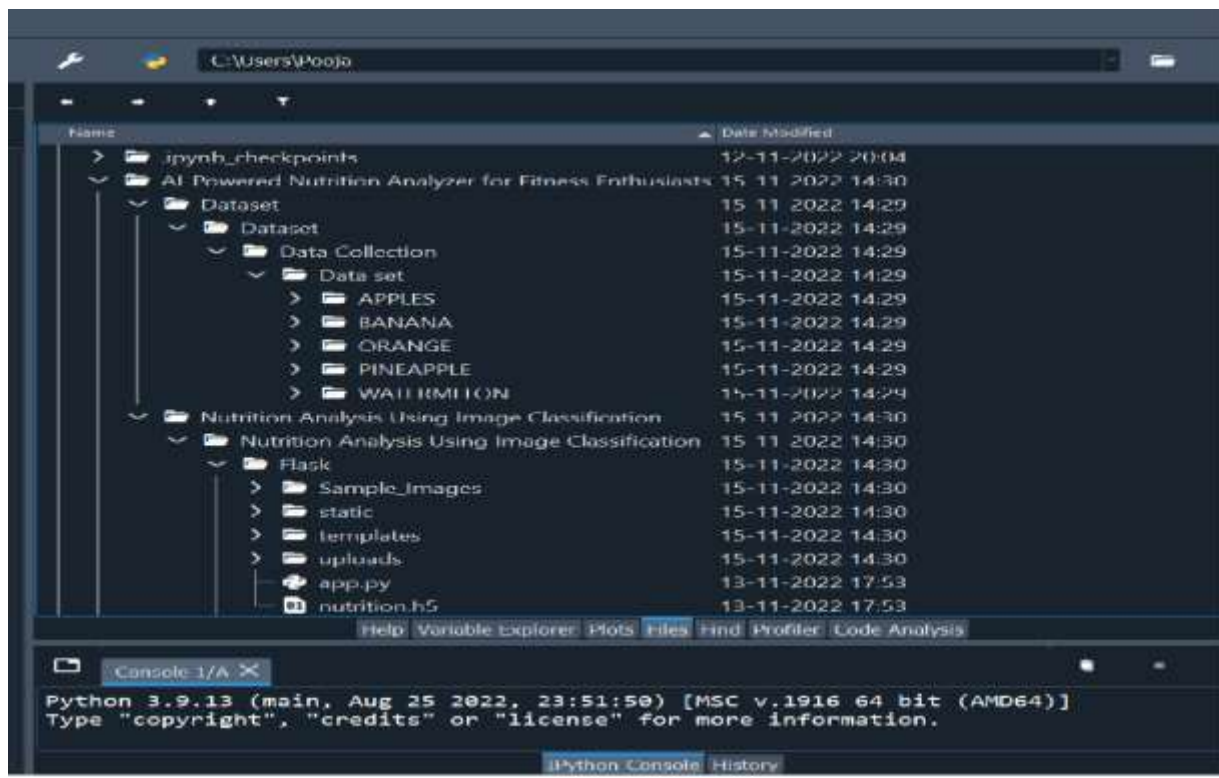 C:\Users\Pooja
Name Date Modified
.ipynb_checkpoints 12-11-2022 20:04
AI Powered Nutrition Analyzer for Fitness Enthusiasts 15-11-2022 14:30
Dataset 15-11-2022 14:29
Dataset 15-11-2022 14:29
Data Collection 15-11-2022 14:29
Data set 15-11-2022 14:29
APPLES 15-11-2022 14:29
BANANA 15-11-2022 14:29
ORANGE 15-11-2022 14:29
PINEAPPLE 15-11-2022 14:29
WATERMELON 15-11-2022 14:29
Nutrition Analysis Using Image Classification 15-11-2022 14:30
Nutrition Analysis Using Image Classification 15-11-2022 14:30
Flask 15-11-2022 14:30
Sample_Images 15-11-2022 14:30
static 15-11-2022 14:30
templates 15-11-2022 14:30
uploads 15-11-2022 14:30
app.py 13-11-2022 17:53
nutrition.h5 13-11-2022 17:53
Help Variable Explorer Plots Files Find Profiler Code Analysis
Console 1/A
Python 3.9.13 (main, Aug 25 2022, 23:51:50) [MSC v.1916 64 bit (AMD64)]
Type "copyright", "credits" or "license" for more information.
IPython Console History